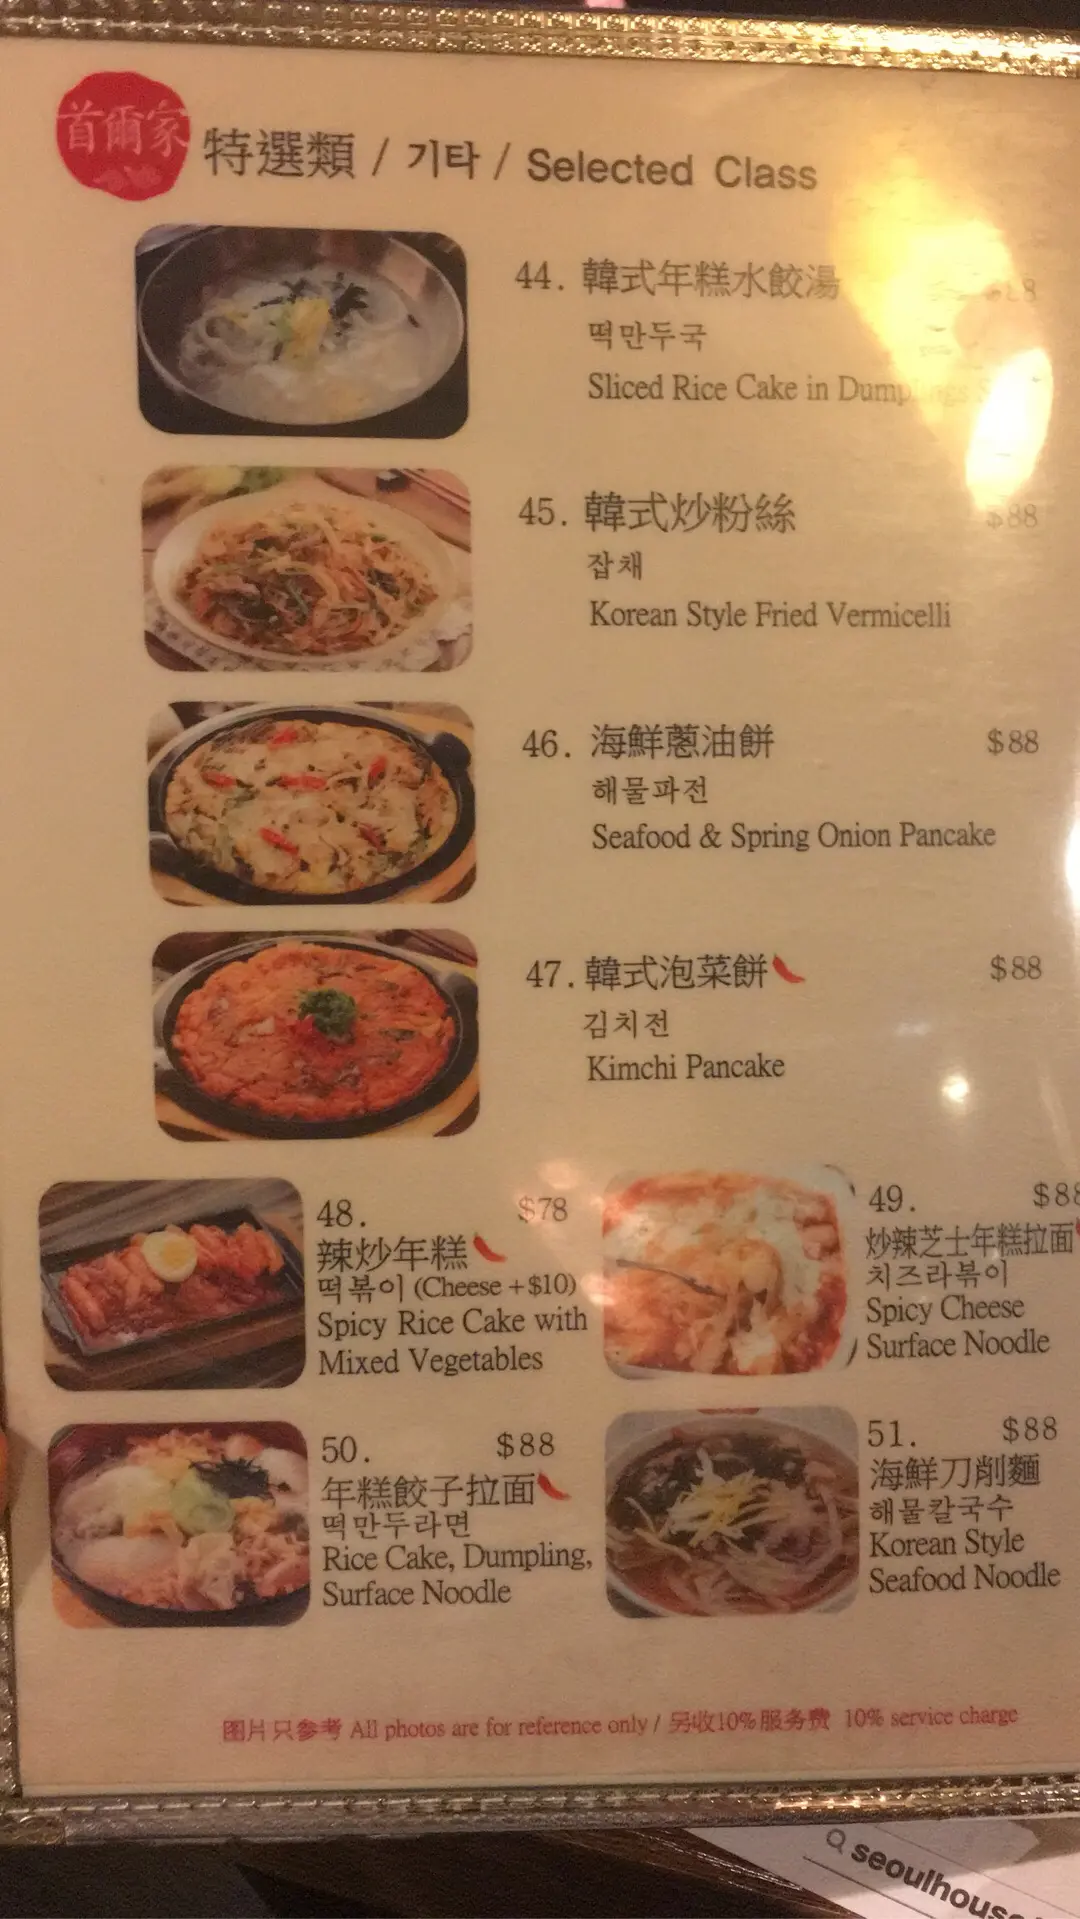 首爾家
特選類 / 기타 / Selected Class
44. 韓式年糕水餃湯
떡만두국
Sliced Rice Cake in Dumplings
45. 韓式炒粉絲 $88
잡채
Korean Style Fried Vermicelli
46. 海鮮蔥油餅 $88
해물파전
Seafood & Spring Onion Pancake
47. 韓式泡菜餅 $88
김치전
Kimchi Pancake
48. $78
辣炒年糕
떡볶이 (Cheese +$10)
Spicy Rice Cake with
Mixed Vegetables
49. $88
炒辣芝士年糕拉面
치즈라볶이
Spicy Cheese
Surface Noodle
50. $88
年糕餃子拉面
떡만두라면
Rice Cake, Dumpling,
Surface Noodle
51. $88
海鮮刀削麵
해물칼국수
Korean Style
Seafood Noodle
图片只参考 All photos are for reference only / 另收10%服务费 10% service charge
seoulhouse